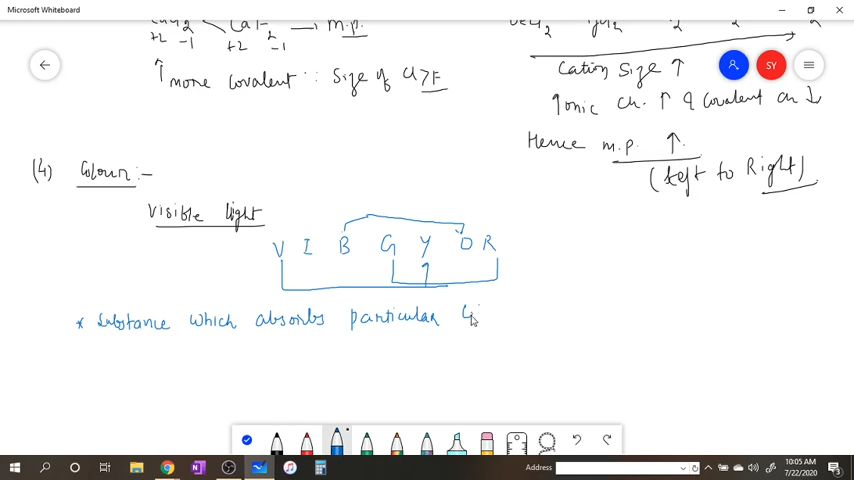 Microsoft Whiteboard
+2 -1 +2 -1 → m.p.
↑ more covalent ∵ Size of Cl > F
Cation Size ↑
Ionic Ch. ↑ & Covalent ch ↓
Hence m.p. ↑.
(Left to Right)
(4) Colour:-
Visible light
V I B G Y O R
* Substance which absorbs particular
SY
Address
10:05 AM
7/22/2020